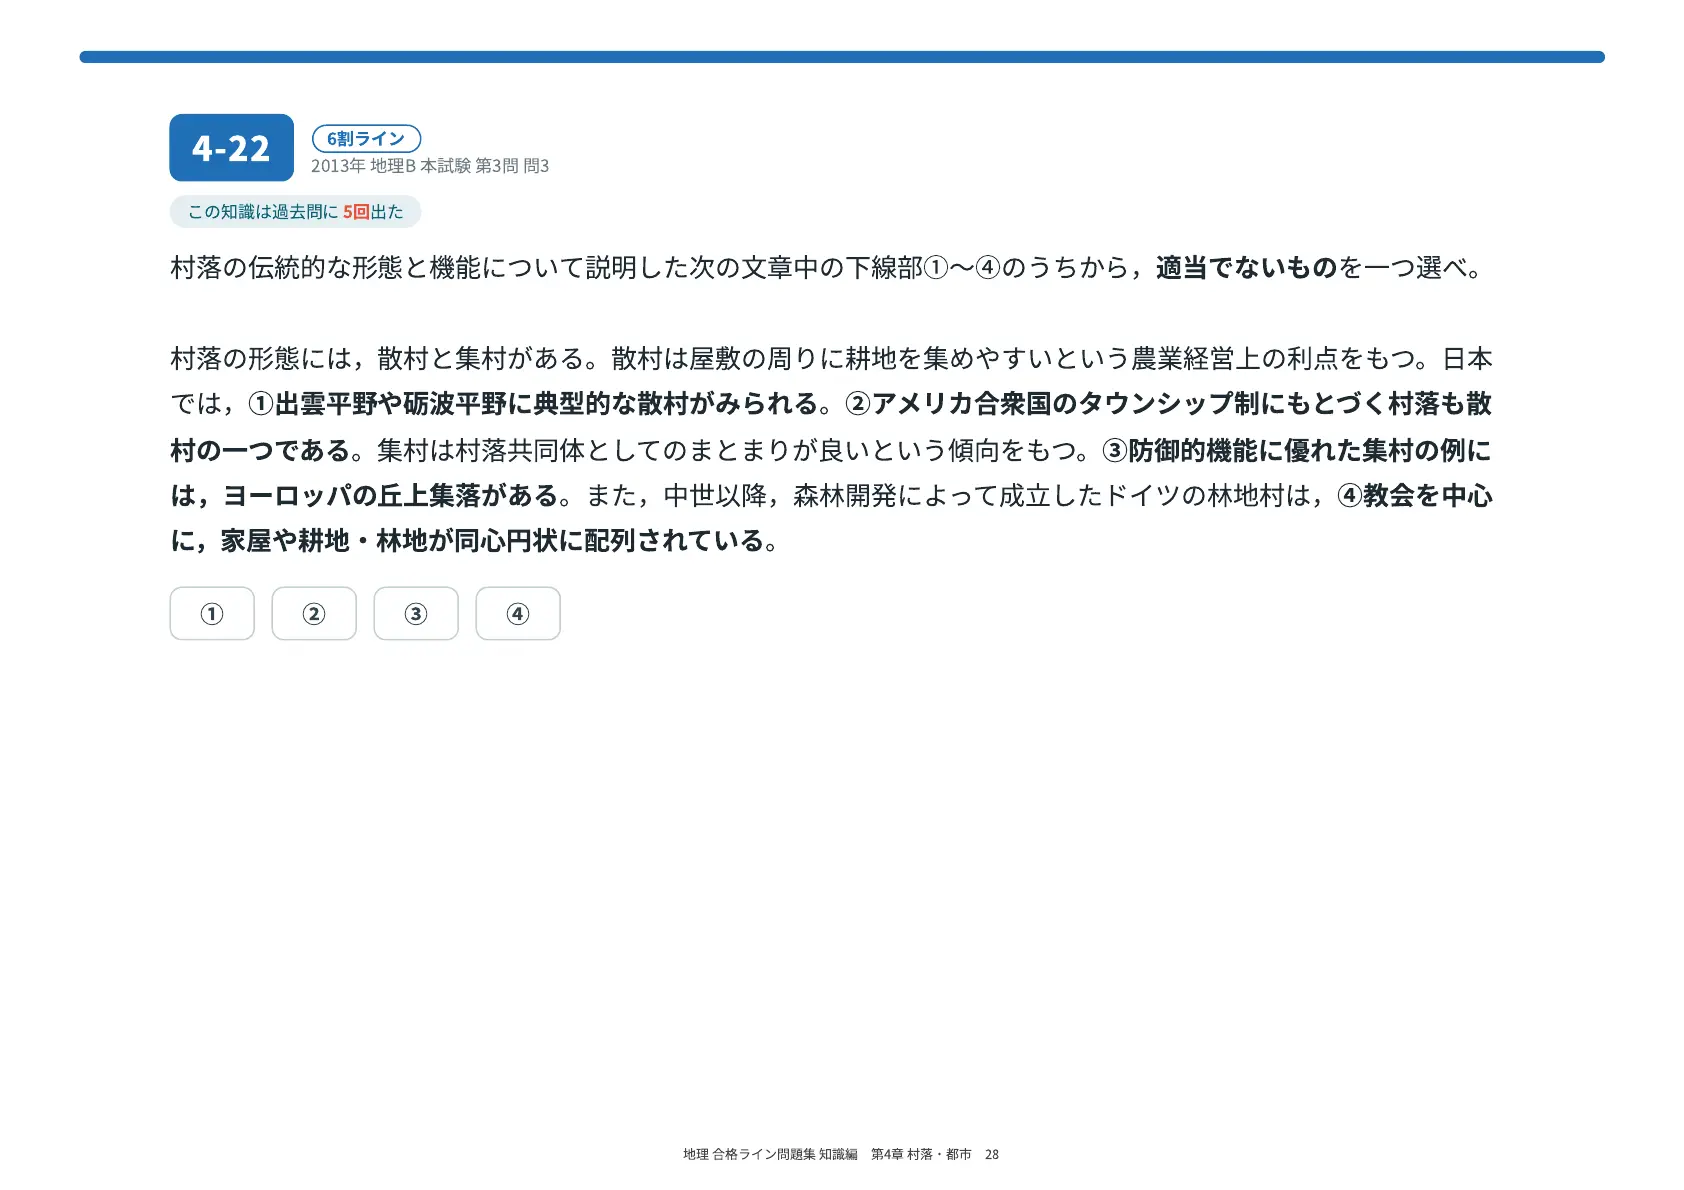 4-22
6割ライン
2013年 地理B 本試験 第3問 問3
この知識は過去問に 5回出た
村落の伝統的な形態と機能について説明した次の文章中の下線部①～④のうちから，適当でないものを一つ選べ。
村落の形態には，散村と集村がある。散村は屋敷の周りに耕地を集めやすいという農業経営上の利点をもつ。日本
では，①出雲平野や砺波平野に典型的な散村がみられる。②アメリカ合衆国のタウンシップ制にもとづく村落も散
村の一つである。集村は村落共同体としてのまとまりが良いという傾向をもつ。③防御的機能に優れた集村の例に
は，ヨーロッパの丘上集落がある。また，中世以降，森林開発によって成立したドイツの林地村は，④教会を中心
に，家屋や耕地・林地が同心円状に配列されている。
① ② ③ ④
地理 合格ライン問題集 知識編　第4章 村落・都市　28